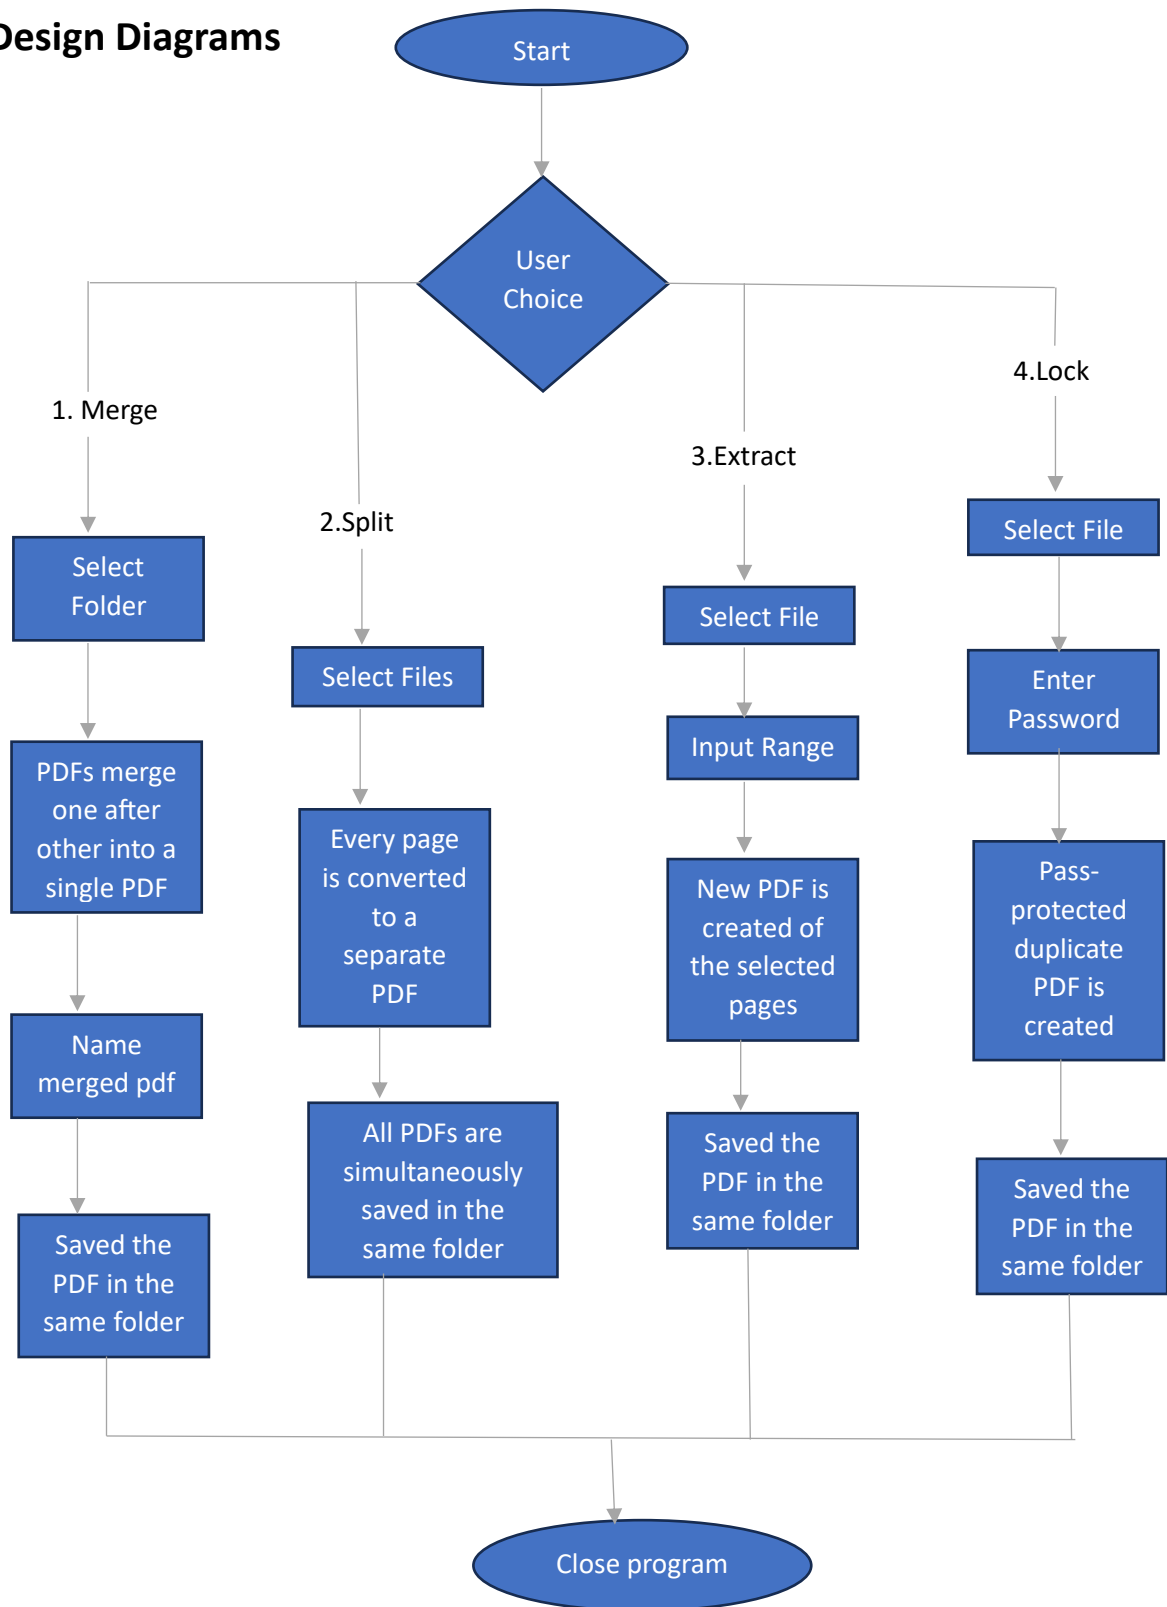 Design Diagrams
Start
User
Choice
1. Merge
Select
Folder
PDFs merge
one after
other into a
single PDF
Name
merged pdf
Saved the
PDF in the
same folder
2.Split
Select Files
Every page
is converted
to a
separate
PDF
All PDFs are
simultaneously
saved in the
same folder
3.Extract
Select File
Input Range
New PDF is
created of
the selected
pages
Saved the
PDF in the
same folder
4.Lock
Select File
Enter
Password
Pass-
protected
duplicate
PDF is
created
Saved the
PDF in the
same folder
Close program